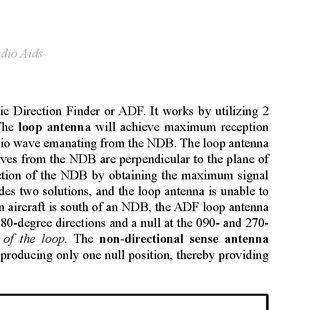 dio Aids
ic Direction Finder or ADF. It works by utilizing 2
The loop antenna will achieve maximum reception
io wave emanating from the NDB. The loop antenna
ves from the NDB are perpendicular to the plane of
ction of the NDB by obtaining the maximum signal
des two solutions, and the loop antenna is unable to
n aircraft is south of an NDB, the ADF loop antenna
80-degree directions and a null at the 090- and 270-
of the loop. The non-directional sense antenna
producing only one null position, thereby providing